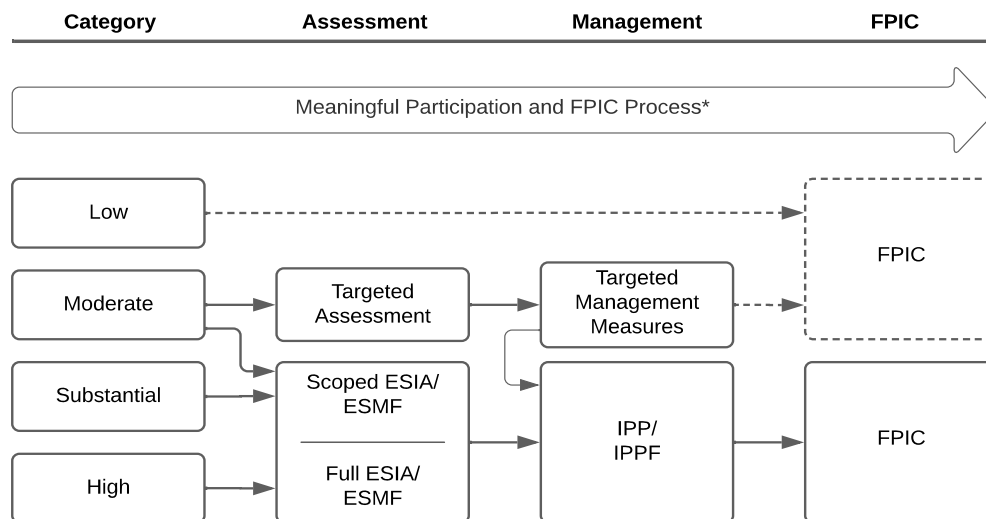 Category Assessment Management FPIC
Meaningful Participation and FPIC Process*
Low
FPIC
Moderate
Targeted
Assessment
Targeted
Management
Measures
Substantial
Scoped ESIA/
ESMF
Full ESIA/
ESMF
IPP/
IPPF
FPIC
High